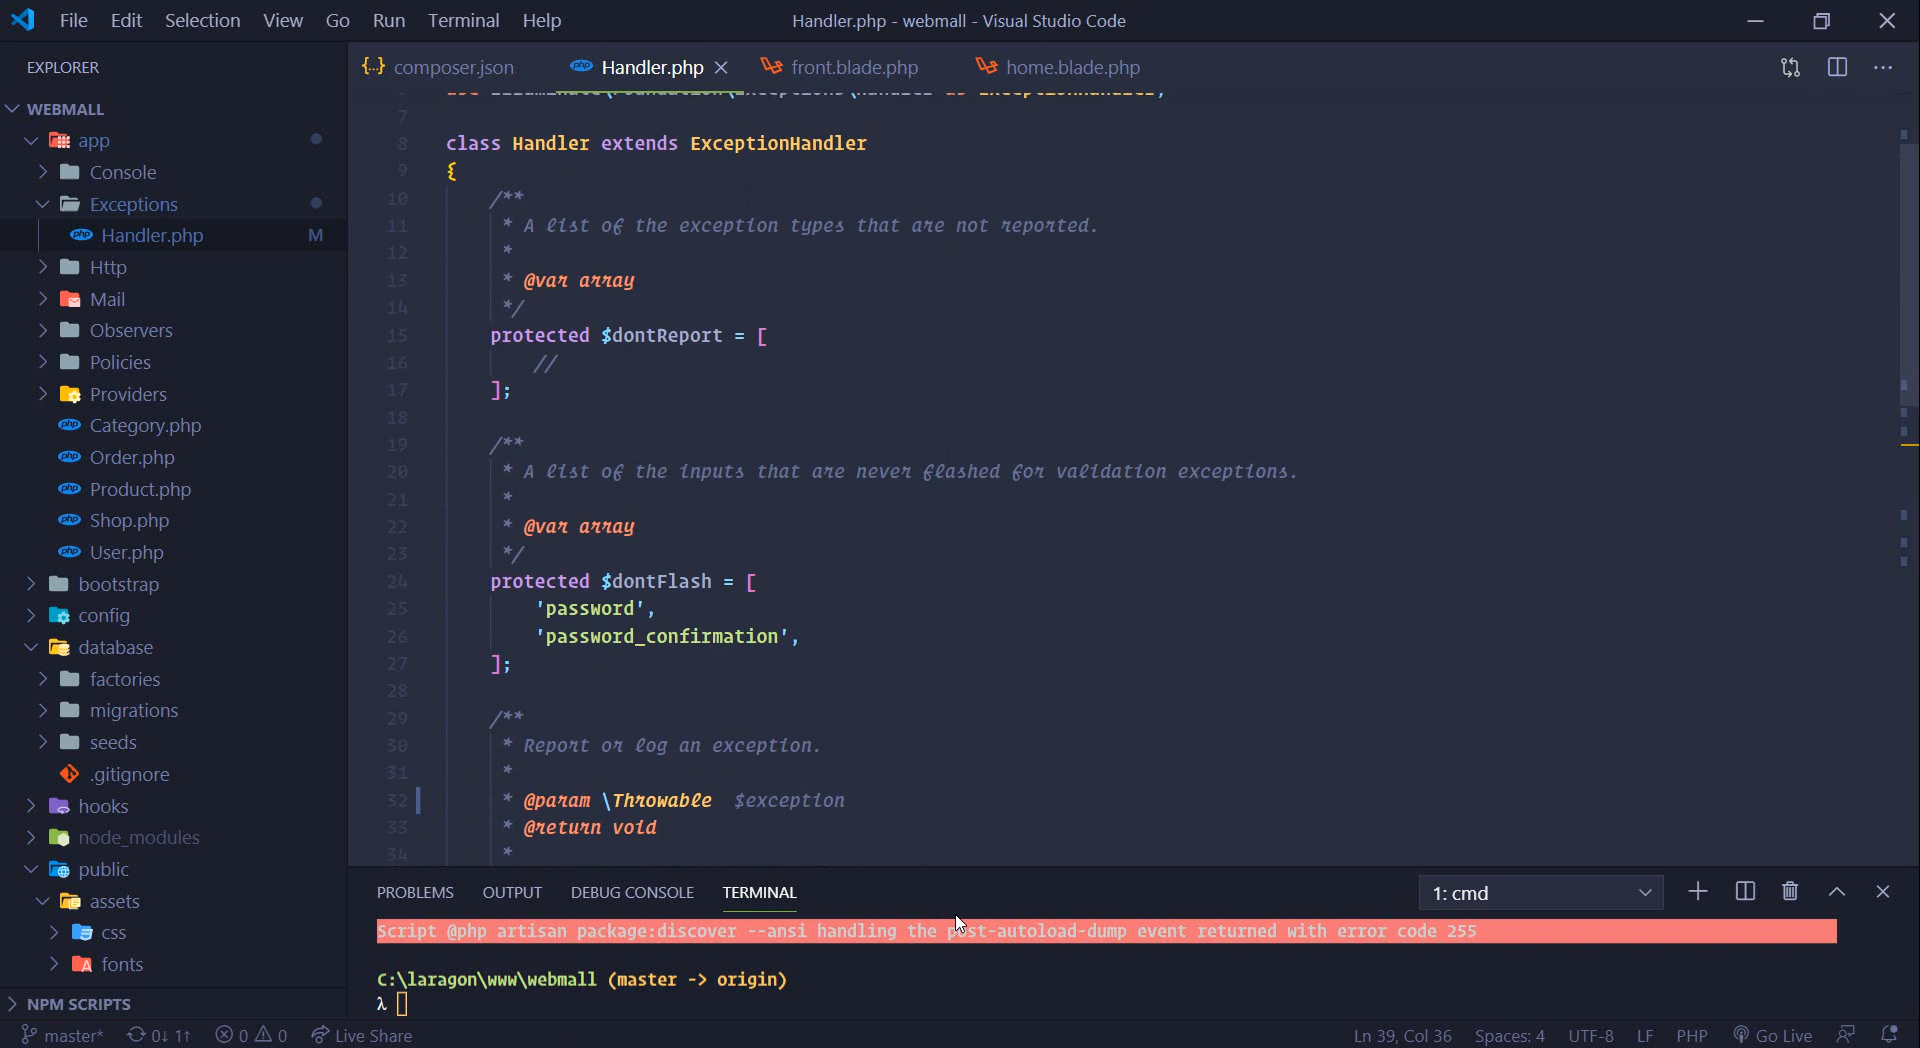 File Edit Selection View Go Run Terminal Help
Handler.php - webmall - Visual Studio Code
EXPLORER
WEBMALL
app
Console
Exceptions
Handler.php M
Http
Mail
Observers
Policies
Providers
Category.php
Order.php
Product.php
Shop.php
User.php
bootstrap
config
database
factories
migrations
seeds
.gitignore
hooks
node_modules
public
assets
css
fonts
NPM SCRIPTS
composer.json
Handler.php
front.blade.php
home.blade.php
use Illuminate\Foundation\Exceptions\Handler as ExceptionHandler;
7
8 class Handler extends ExceptionHandler
9 {
10 /**
11 * A list of the exception types that are not reported.
12 *
13 * @var array
14 */
15 protected $dontReport = [
16 //
17 ];
18
19 /**
20 * A list of the inputs that are never flashed for validation exceptions.
21 *
22 * @var array
23 */
24 protected $dontFlash = [
25 'password',
26 'password_confirmation',
27 ];
28
29 /**
30 * Report or log an exception.
31 *
32 * @param \Throwable $exception
33 * @return void
34 *
PROBLEMS OUTPUT DEBUG CONSOLE TERMINAL
1: cmd
Script @php artisan package:discover --ansi handling the post-autoload-dump event returned with error code 255
C:\laragon\www\webmall (master -> origin)
λ
master* 0↓ 1↑ 0 0 Live Share
Ln 39, Col 36 Spaces: 4 UTF-8 LF PHP Go Live